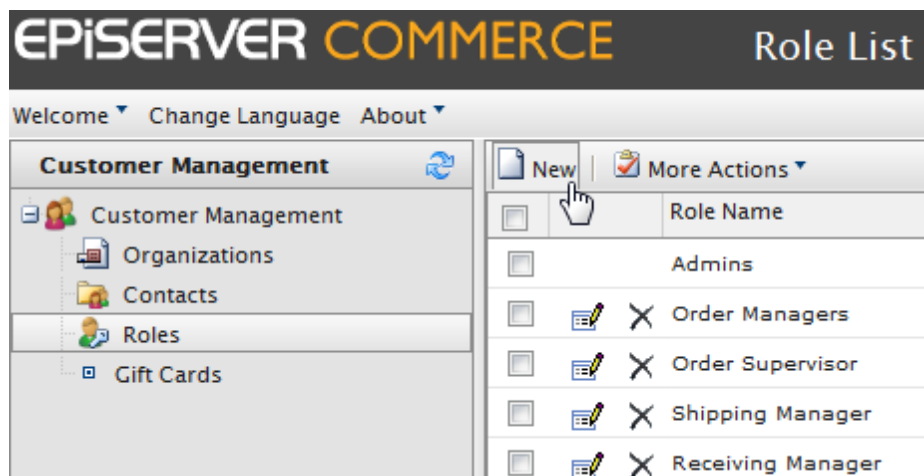 EPiSERVER COMMERCE Role List
Welcome Change Language About
Customer Management
New More Actions
Customer Management
Organizations
Contacts
Roles
Gift Cards
Role Name
Admins
Order Managers
Order Supervisor
Shipping Manager
Receiving Manager